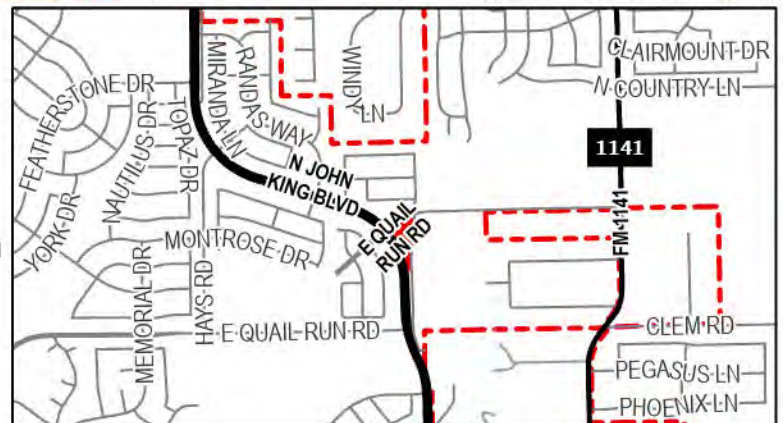 CLAIRMOUNT DR
N COUNTRY LN
FEATHERSTONE DR
MIRANDA LN
RANDAS WAY
WINDY
LN
TOPAZ DR
NAUTILUS DR
1141
N JOHN
KING BLVD
YORK DR
MONTROSE DR
E QUAIL
RUN RD
FM-1141
MEMORIAL DR
HAYS RD
E QUAIL RUN RD
CLEM RD
PEGASUS LN
PHOENIX LN